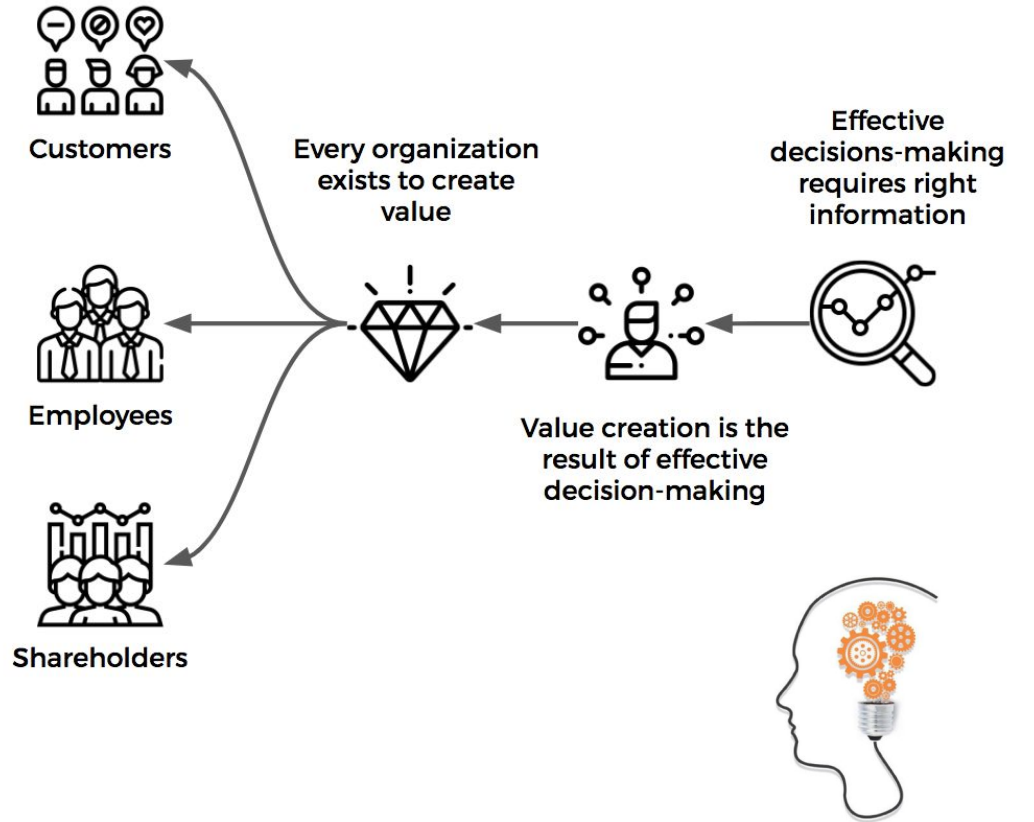 Customers
Every organization
exists to create
value
Effective
decisions-making
requires right
information
Employees
Value creation is the
result of effective
decision-making
Shareholders